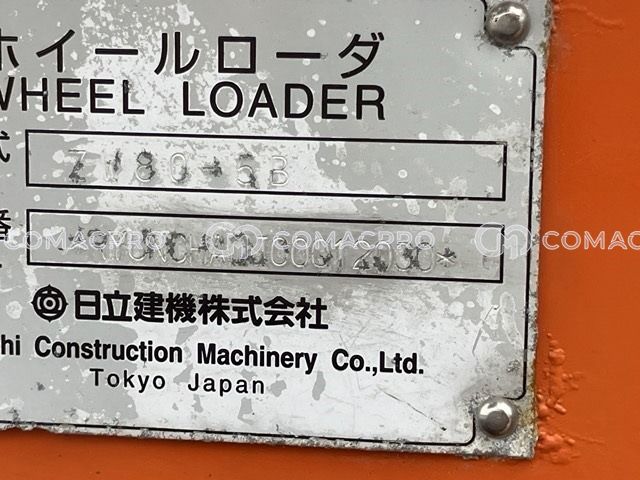 ホイールローダ
WHEEL LOADER
式 ZW80-5B
番
COMACPRO COMACPRO COMACPRO
日立建機株式会社
hi Construction Machinery Co.,Ltd.
Tokyo Japan